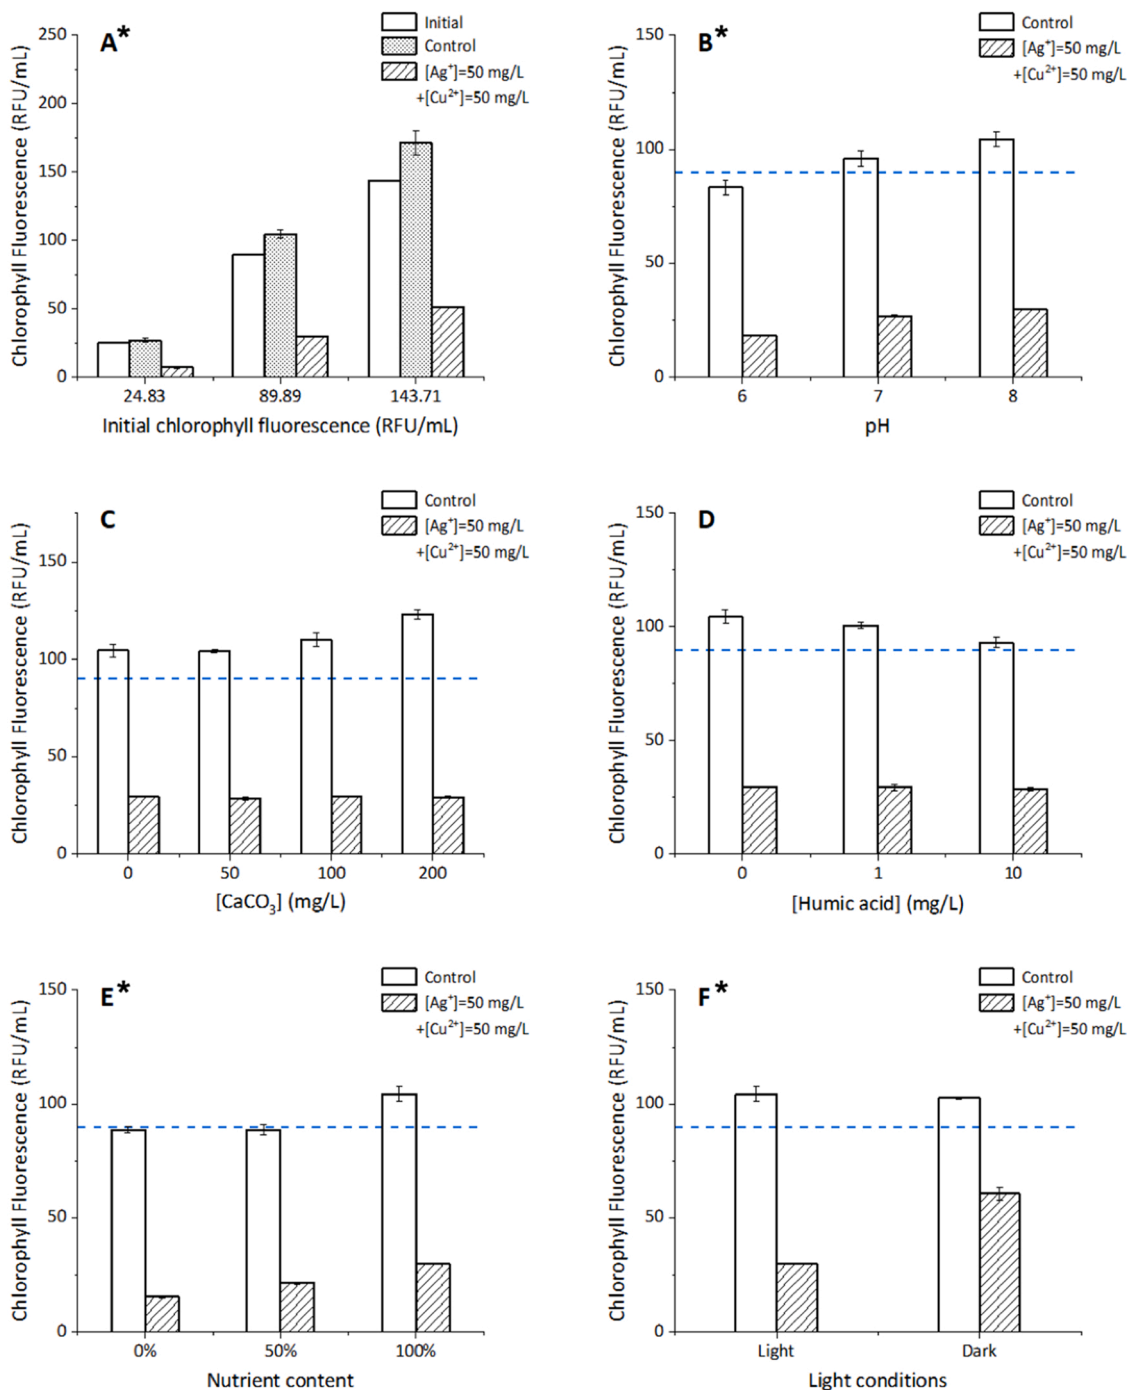 A*
Initial
Control
[Ag⁺]=50 mg/L
+[Cu²⁺]=50 mg/L
Chlorophyll Fluorescence (RFU/mL)
250
200
150
100
50
0
24.83 89.89 143.71
Initial chlorophyll fluorescence (RFU/mL)
B*
Control
[Ag⁺]=50 mg/L
+[Cu²⁺]=50 mg/L
Chlorophyll Fluorescence (RFU/mL)
150
100
50
0
6 7 8
pH
C
Control
[Ag⁺]=50 mg/L
+[Cu²⁺]=50 mg/L
Chlorophyll Fluorescence (RFU/mL)
150
100
50
0
0 50 100 200
[CaCO₃] (mg/L)
D
Control
[Ag⁺]=50 mg/L
+[Cu²⁺]=50 mg/L
Chlorophyll Fluorescence (RFU/mL)
150
100
50
0
0 1 10
[Humic acid] (mg/L)
E*
Control
[Ag⁺]=50 mg/L
+[Cu²⁺]=50 mg/L
Chlorophyll Fluorescence (RFU/mL)
150
100
50
0
0% 50% 100%
Nutrient content
F*
Control
[Ag⁺]=50 mg/L
+[Cu²⁺]=50 mg/L
Chlorophyll Fluorescence (RFU/mL)
150
100
50
0
Light Dark
Light conditions